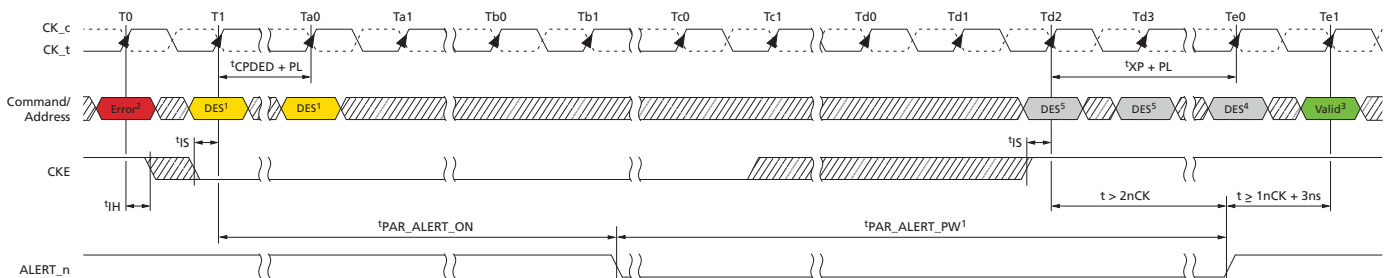 T0 T1 Ta0 Ta1 Tb0 Tb1 Tc0 Tc1 Td0 Td1 Td2 Td3 Te0 Te1
CK_c
CK_t
tCPDED + PL tXP + PL
Command/
Address
Error2 DES1 DES1 DES5 DES5 DES4 Valid3
tIS tIS
CKE
tIH t > 2nCK t ≥ 1nCK + 3ns
tPAR_ALERT_ON tPAR_ALERT_PW1
ALERT_n